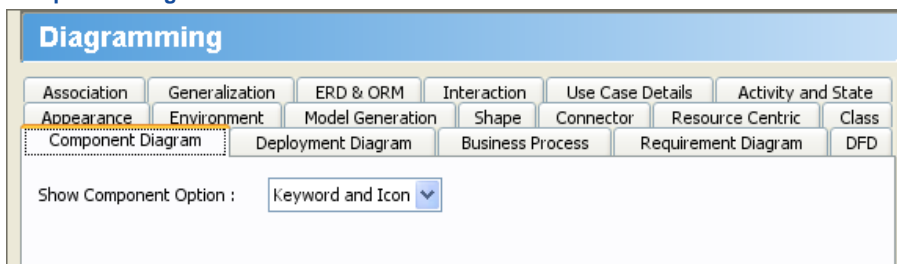 Diagramming
Association Generalization ERD & ORM Interaction Use Case Details Activity and State
Appearance Environment Model Generation Shape Connector Resource Centric Class
Component Diagram Deployment Diagram Business Process Requirement Diagram DFD
Show Component Option : Keyword and Icon